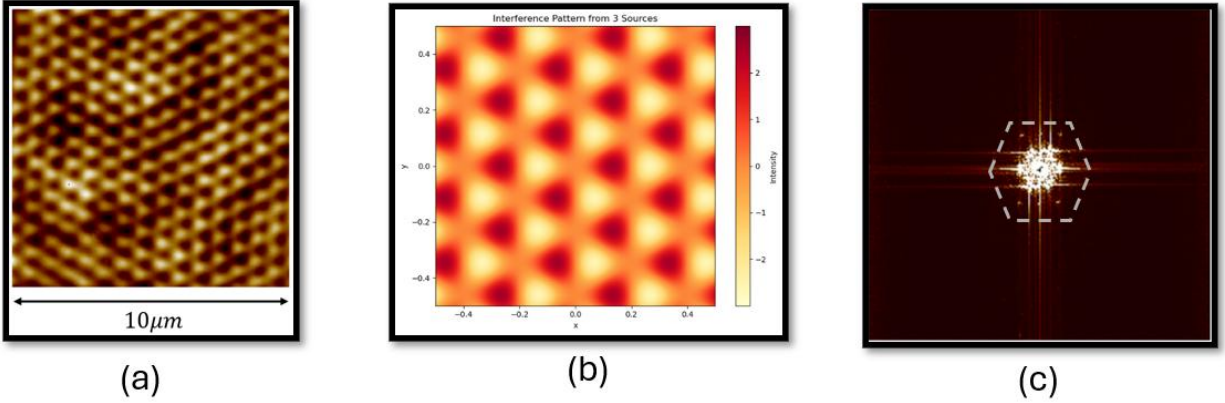 10μm
(a)
Interference Pattern from 3 Sources
0.4
0.2
0.0
−0.2
−0.4
y
−0.4
−0.2
0.0
0.2
0.4
x
2
1
0
−1
−2
Intensity
(b)
(c)